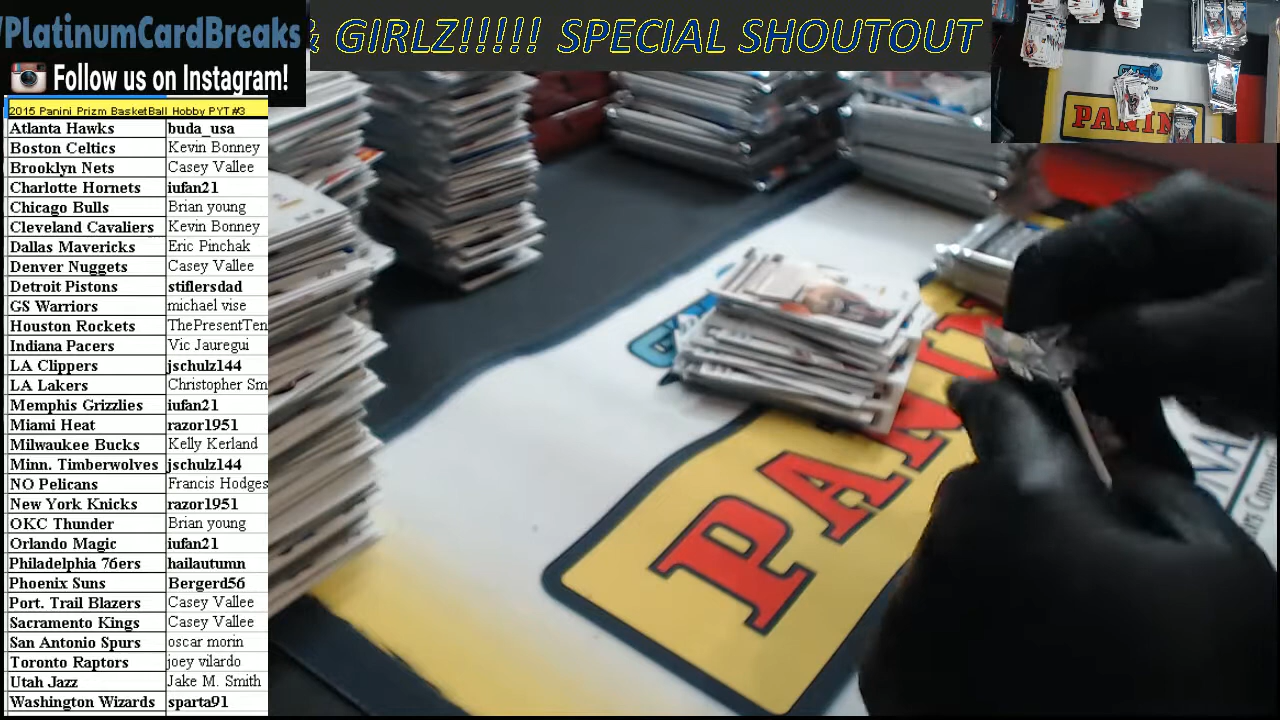 /PlatinumCardBreaks
& GIRLZ!!!!! SPECIAL SHOUTOUT
Follow us on Instagram!
2015 Panini Prizm BasketBall Hobby PYT #3
Atlanta Hawks buda_usa
Boston Celtics Kevin Bonney
Brooklyn Nets Casey Vallee
Charlotte Hornets iufan21
Chicago Bulls Brian young
Cleveland Cavaliers Kevin Bonney
Dallas Mavericks Eric Pinchak
Denver Nuggets Casey Vallee
Detroit Pistons stiflersdad
GS Warriors michael vise
Houston Rockets ThePresentTen
Indiana Pacers Vic Jauregui
LA Clippers jschulz144
LA Lakers Christopher Sm
Memphis Grizzlies iufan21
Miami Heat razor1951
Milwaukee Bucks Kelly Kerland
Minn. Timberwolves jschulz144
NO Pelicans Francis Hodges
New York Knicks razor1951
OKC Thunder Brian young
Orlando Magic iufan21
Philadelphia 76ers hailautumn
Phoenix Suns Bergerd56
Port. Trail Blazers Casey Vallee
Sacramento Kings Casey Vallee
San Antonio Spurs oscar morin
Toronto Raptors joey vilardo
Utah Jazz Jake M. Smith
Washington Wizards sparta91
PANINI
PANINI